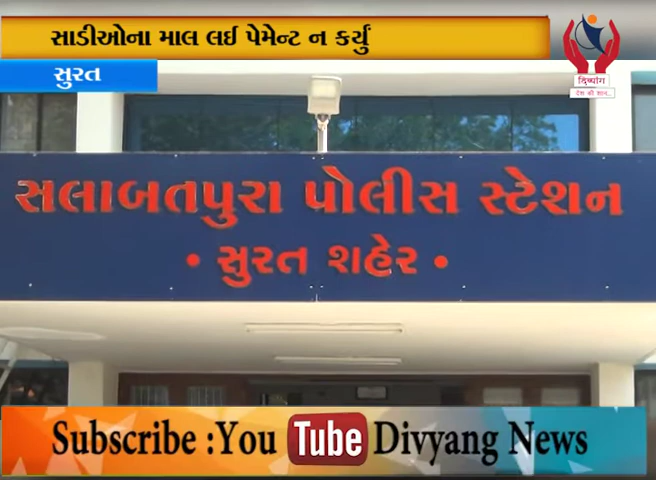 સાડીઓના માલ લઈ પેમેન્ટ ન કર્યું
સુરત
दिव्यांग
देश की शान..
સલાબતપુરા પોલીસ સ્ટેશન
• સુરત શહેર •
Subscribe :You Tube Divyang News